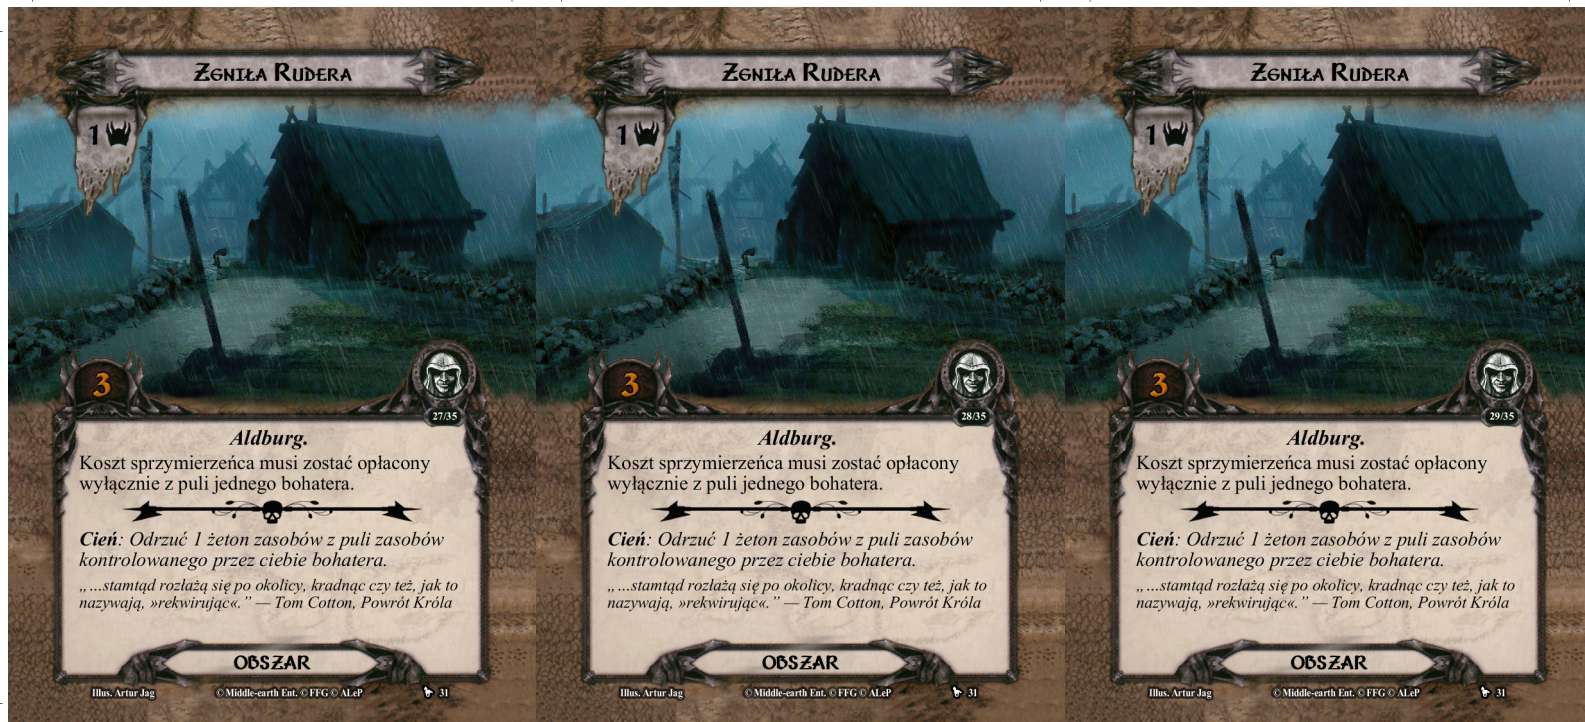 Zgniła Rudera
1
3
27/35
Aldburg.
Koszt sprzymierzeńca musi zostać opłacony
wyłącznie z puli jednego bohatera.
Cień: Odrzuć 1 żeton zasobów z puli zasobów
kontrolowanego przez ciebie bohatera.
„…stamtąd rozłażą się po okolicy, kradnąc czy też, jak to
nazywają, »rekwirując«.” — Tom Cotton, Powrót Króla
OBSZAR
Illus. Artur Jag © Middle-earth Ent. © FFG © ALeP 31
Zgniła Rudera
1
3
28/35
Aldburg.
Koszt sprzymierzeńca musi zostać opłacony
wyłącznie z puli jednego bohatera.
Cień: Odrzuć 1 żeton zasobów z puli zasobów
kontrolowanego przez ciebie bohatera.
„…stamtąd rozłażą się po okolicy, kradnąc czy też, jak to
nazywają, »rekwirując«.” — Tom Cotton, Powrót Króla
OBSZAR
Illus. Artur Jag © Middle-earth Ent. © FFG © ALeP 31
Zgniła Rudera
1
3
29/35
Aldburg.
Koszt sprzymierzeńca musi zostać opłacony
wyłącznie z puli jednego bohatera.
Cień: Odrzuć 1 żeton zasobów z puli zasobów
kontrolowanego przez ciebie bohatera.
„…stamtąd rozłażą się po okolicy, kradnąc czy też, jak to
nazywają, »rekwirując«.” — Tom Cotton, Powrót Króla
OBSZAR
Illus. Artur Jag © Middle-earth Ent. © FFG © ALeP 31